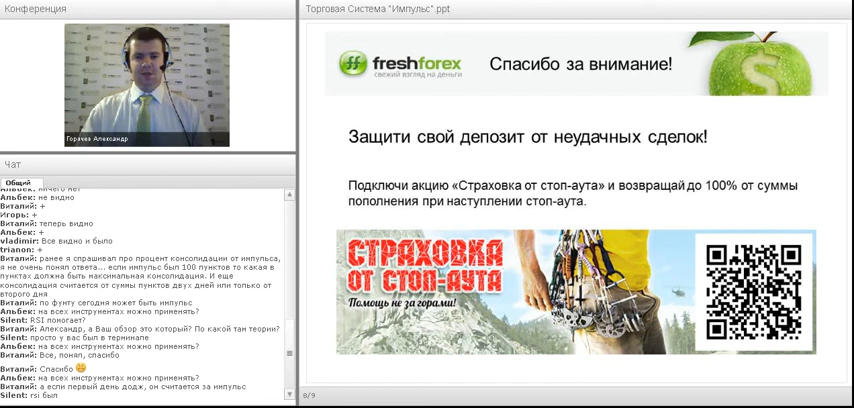 Конференция
Горачев Александр
Чат
Общий
Альбек: ничего нет
Альбек: не видно
Виталий: +
Игорь: +
Виталий: теперь видно
Альбек: +
vladimir: Все видно и было
trianon: +
Виталий: ранее я спрашивал про процент консолидации от импульса,
я не очень понял ответа... если импульс был 100 пунктов то какая в
пунктах должна быть максимальная консолидация. И еще
консолидация считается от суммы пунктов двух дней или только от
второго дня
Виталий: по фунту сегодня может быть импульс
Альбек: на всех инструментах можно применять?
Silent: RSI помогает?
Виталий: Александр, а Ваш обзор это который? По какой там теории?
Silent: просто у вас был в терминале
Альбек: на всех инструментах можно применять?
Виталий: Все, понял, спасибо
Виталий: Спасибо
Альбек: на всех инструментах можно применять?
Виталий: а если первый день додж, он считается за импульс
Silent: rsi был
Торговая Система "Импульс".ppt
freshforex
свежий взгляд на деньги
Спасибо за внимание!
Защити свой депозит от неудачных сделок!
Подключи акцию «Страховка от стоп-аута» и возвращай до 100% от суммы
пополнения при наступлении стоп-аута.
СТРАХОВКА
ОТ СТОП-АУТА
Помощь не за горами!
8/9